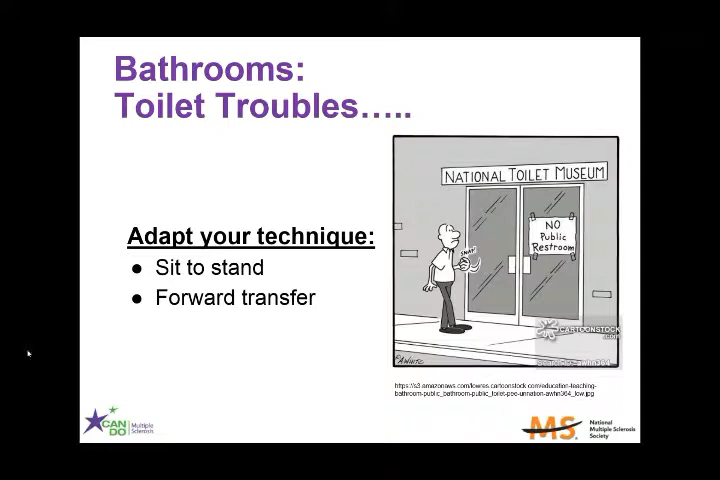 Bathrooms:
Toilet Troubles…..
Adapt your technique:
● Sit to stand
● Forward transfer
NATIONAL TOILET MUSEUM
NO
Public
Restroom
SNAP
CARTOONSTOCK
.com
https://s3.amazonaws.com/lowres.cartoonstock.com/education-teaching-
bathroom-public_bathroom-public_toilet-pee-urination-awhn364_low.jpg
CAN
DO
Multiple
Sclerosis
MS
National
Multiple Sclerosis
Society